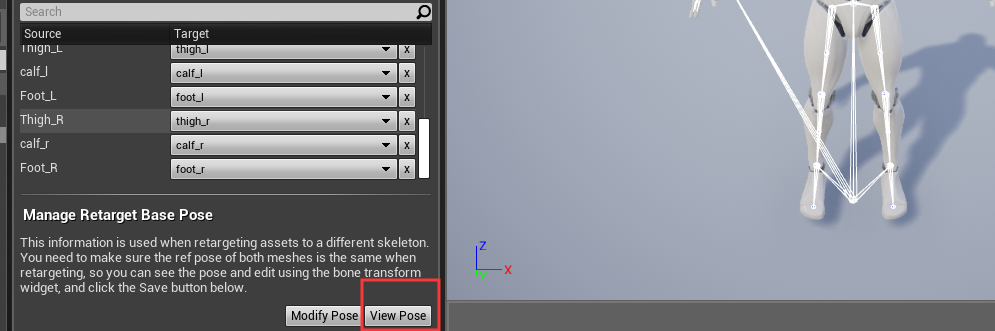 Search
Source Target
Thigh_L thigh_l
calf_l calf_l x
Foot_L foot_l x
Thigh_R thigh_r x
calf_r calf_r x
Foot_R foot_r x
Manage Retarget Base Pose
This information is used when retargeting assets to a different skeleton.
You need to make sure the ref pose of both meshes is the same when
retargeting, so you can see the pose and edit using the bone transform
widget, and click the Save button below.
Modify Pose View Pose
Z
Y X